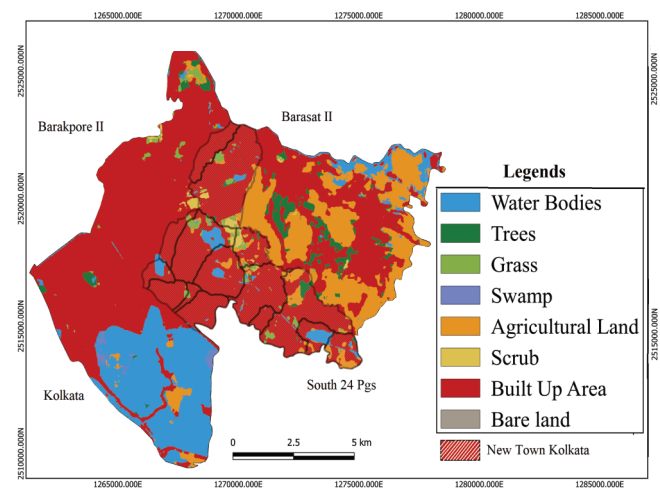 1265000.000E 1270000.000E 1275000.000E 1280000.000E 1285000.000E
2525000.000N
2525000.000N
Barakpore II
Barasat II
Legends
Water Bodies
2520000.000N
2520000.000N
Trees
Grass
Swamp
Agricultural Land
2515000.000N
2515000.000N
Scrub
South 24 Pgs
Built Up Area
Kolkata
Bare land
0 2.5 5 km
New Town Kolkata
2510000.000N
2510000.000N
1265000.000E 1270000.000E 1275000.000E 1280000.000E 1285000.000E